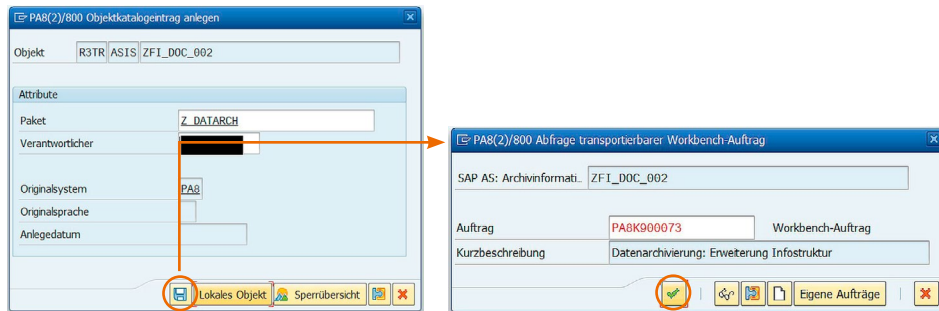 PA8(2)/800 Objektkatalogeintrag anlegen
Objekt R3TR ASIS ZFI_DOC_002
Attribute
Paket Z_DATARCH
Verantwortlicher
Originalsystem PA8
Originalsprache
Anlegedatum
Lokales Objekt Sperrübersicht
PA8(2)/800 Abfrage transportierbarer Workbench-Auftrag
SAP AS: Archivinformati.. ZFI_DOC_002
Auftrag PA8K900073 Workbench-Auftrag
Kurzbeschreibung Datenarchivierung: Erweiterung Infostruktur
Eigene Aufträge